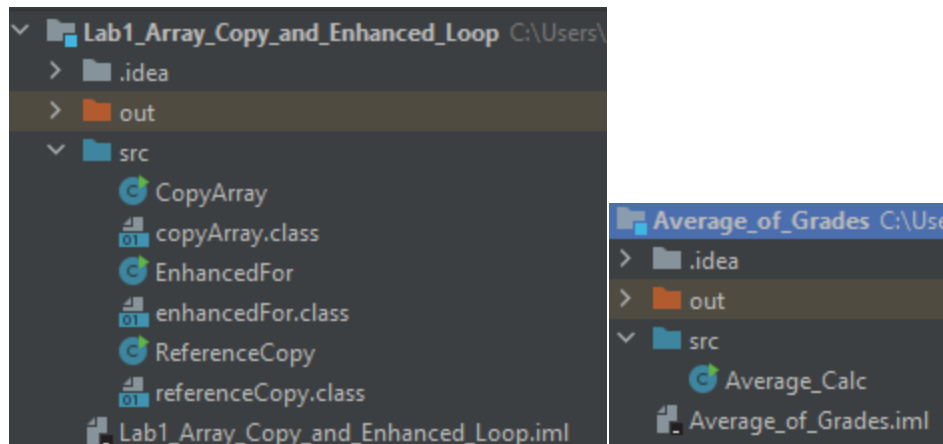 Lab1_Array_Copy_and_Enhanced_Loop C:\Users\
.idea
out
src
CopyArray
copyArray.class
EnhancedFor
enhancedFor.class
ReferenceCopy
referenceCopy.class
Lab1_Array_Copy_and_Enhanced_Loop.iml
Average_of_Grades C:\Use
.idea
out
src
Average_Calc
Average_of_Grades.iml